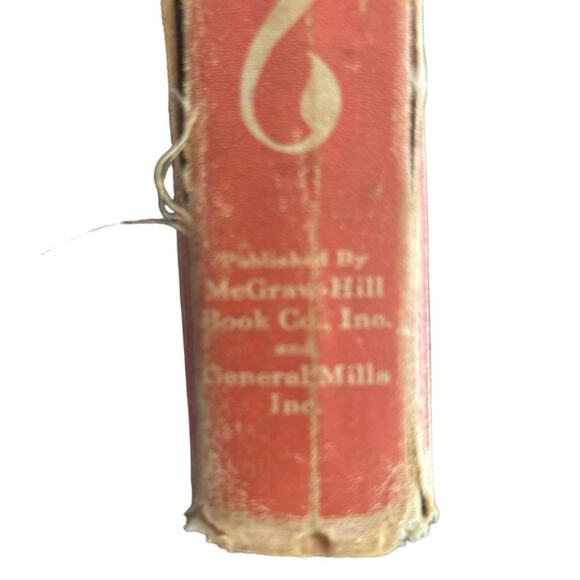 Published By
McGraw-Hill
Book Co., Inc.
and
General Mills
Inc.